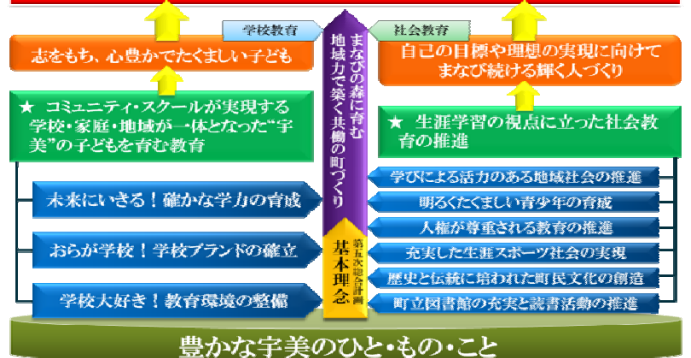 学校教育
社会教育
志をもち、心豊かでたくましい子ども
自己の目標や理想の実現に向けて
まなび続ける輝く人づくり
まなびの森に育む
地域力で築く共働の町づくり
★ コミュニティ・スクールが実現する
学校・家庭・地域が一体となった“宇
美”の子どもを育む教育
★ 生涯学習の視点に立った社会教
育の推進
未来にいきる！確かな学力の育成
おらが学校！学校ブランドの確立
学校大好き！教育環境の整備
学びによる活力のある地域社会の推進
明るくたくましい青少年の育成
人権が尊重される教育の推進
充実した生涯スポーツ社会の実現
歴史と伝統に培われた町民文化の創造
町立図書館の充実と読書活動の推進
第五次総合計画
基本理念
豊かな宇美のひと・もの・こと